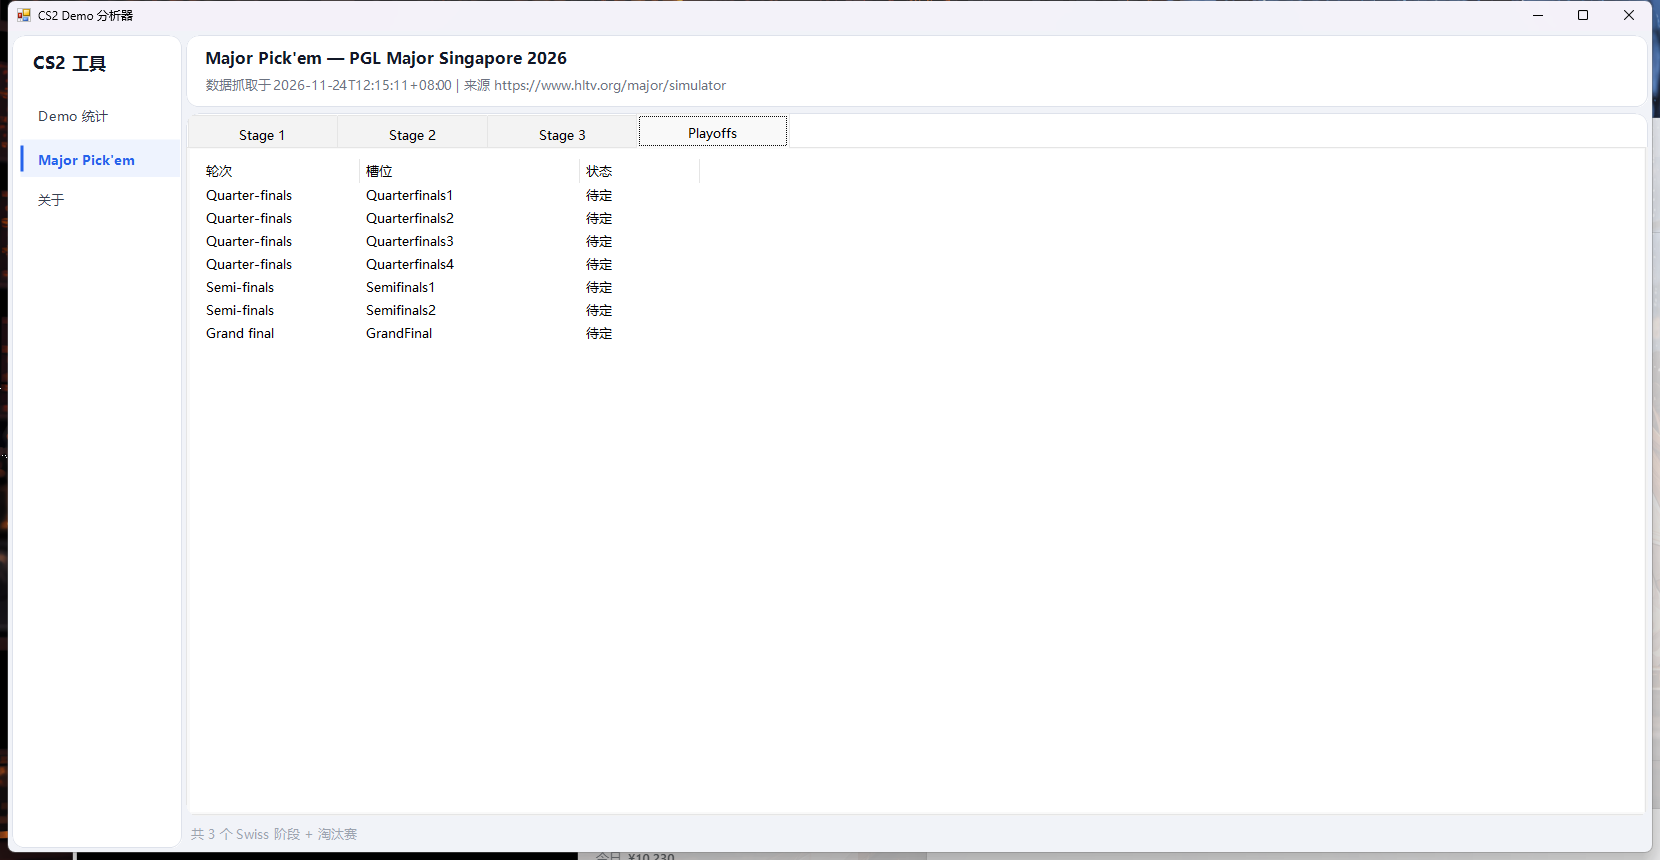 CS2 Demo 分析器
CS2 工具
Demo 统计
Major Pick'em
关于
Major Pick'em — PGL Major Singapore 2026
数据抓取于 2026-11-24T12:15:11+08:00 | 来源 https://www.hltv.org/major/simulator
Stage 1 Stage 2 Stage 3 Playoffs
轮次 槽位 状态
Quarter-finals Quarterfinals1 待定
Quarter-finals Quarterfinals2 待定
Quarter-finals Quarterfinals3 待定
Quarter-finals Quarterfinals4 待定
Semi-finals Semifinals1 待定
Semi-finals Semifinals2 待定
Grand final GrandFinal 待定
共 3 个 Swiss 阶段 + 淘汰赛
今日 ¥10,230